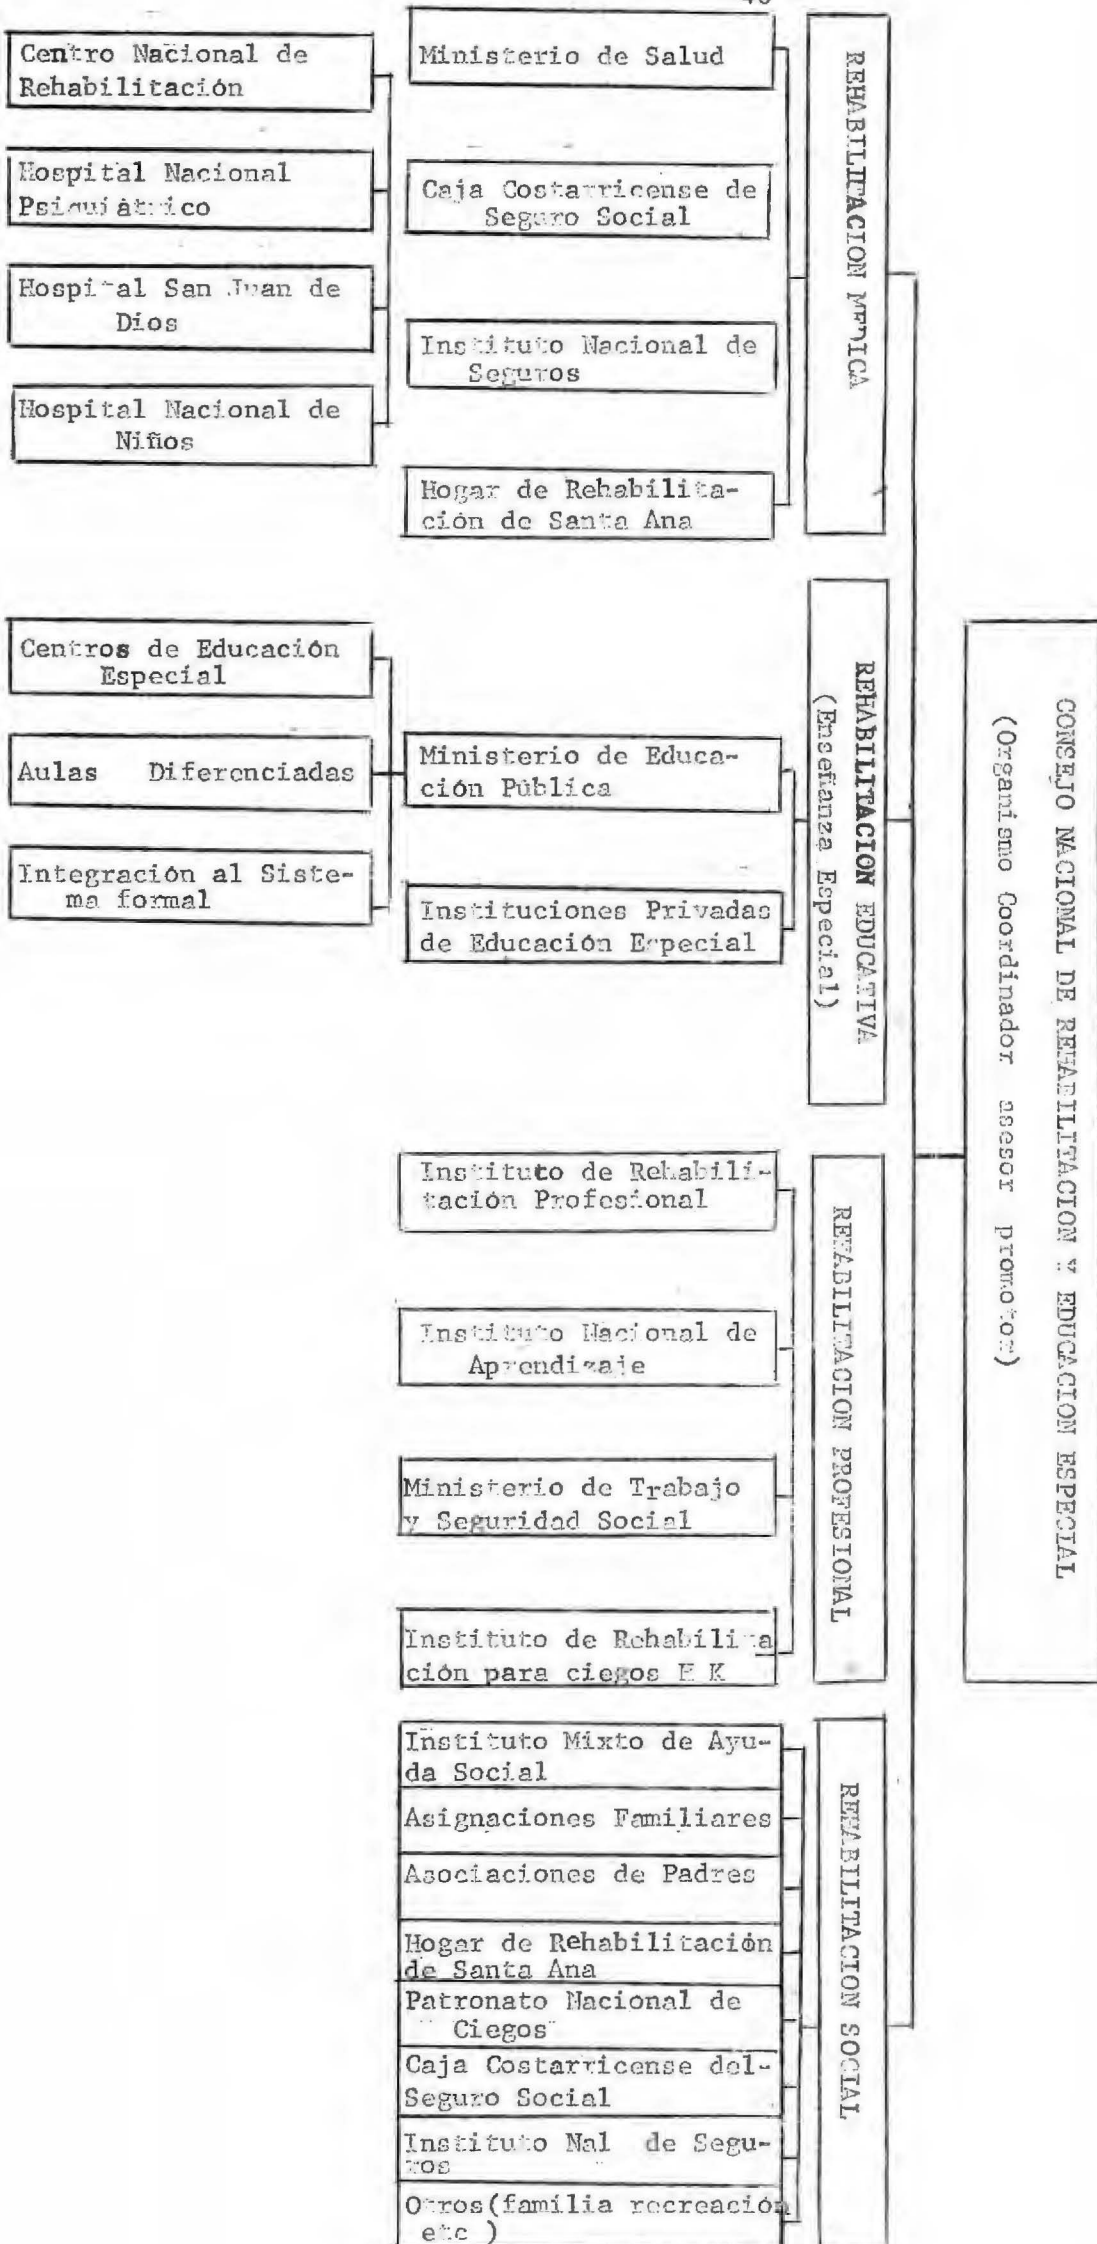 CONSEJO NACIONAL DE REHABILITACION Y EDUCACION ESPECIAL
(Organismo Coordinador asesor promotor)
REHABILITACION MEDICA
Ministerio de Salud
Caja Costarricense de
Seguro Social
Instituto Nacional de
Seguros
Hogar de Rehabilita-
ción de Santa Ana
Centro Nacional de
Rehabilitación
Hospital Nacional
Psiquiátrico
Hospital San Juan de
Dios
Hospital Nacional de
Niños
REHABILITACION EDUCATIVA
(Enseñanza Especial)
Ministerio de Educa-
ción Pública
Instituciones Privadas
de Educación Especial
Centros de Educación
Especial
Aulas Diferenciadas
Integración al Siste-
ma formal
REHABILITACION PROFESIONAL
Instituto de Rehabili-
tación Profesional
Instituto Nacional de
Aprendizaje
Ministerio de Trabajo
y Seguridad Social
Instituto de Rehabilita
ción para ciegos K
REHABILITACION SOCIAL
Instituto Mixto de Ayu-
da Social
Asignaciones Familiares
Asociaciones de Padres
Hogar de Rehabilitación
de Santa Ana
Patronato Nacional de
Ciegos
Caja Costarricense del-
Seguro Social
Instituto Nal de Segu-
ros
Otros(familia recreación
etc )